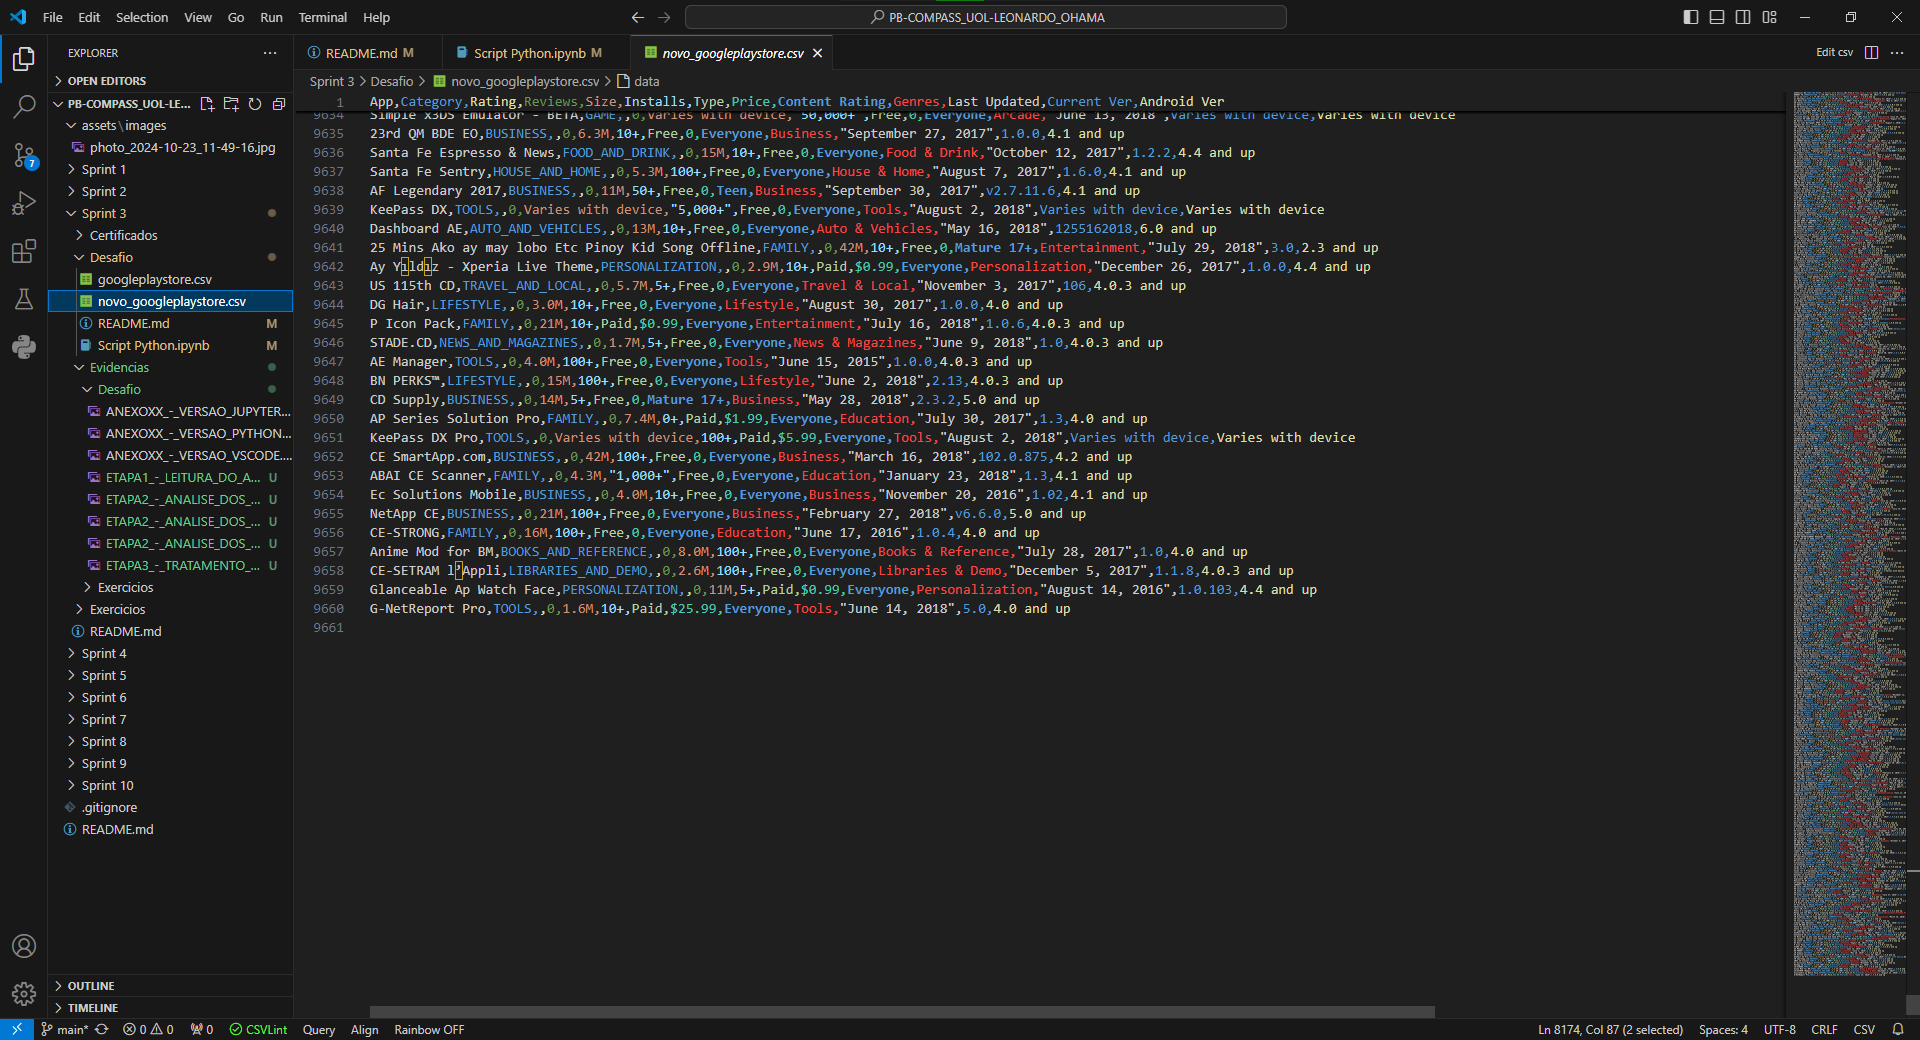 File Edit Selection View Go Run Terminal Help
PB-COMPASS_UOL-LEONARDO_OHAMA
EXPLORER
OPEN EDITORS
PB-COMPASS_UOL-LE...
assets\images
photo_2024-10-23_11-49-16.jpg
Sprint 1
7
Sprint 2
Sprint 3
Certificados
Desafio
googleplaystore.csv
novo_googleplaystore.csv
README.md M
Script Python.ipynb M
Evidencias
Desafio
ANEXOXX_-_VERSAO_JUPYTER...
ANEXOXX_-_VERSAO_PYTHON...
ANEXOXX_-_VERSAO_VSCODE....
ETAPA1_-_LEITURA_DO_A... U
ETAPA2_-_ANALISE_DOS_... U
ETAPA2_-_ANALISE_DOS_... U
ETAPA2_-_ANALISE_DOS_... U
ETAPA3_-_TRATAMENTO_... U
Exercicios
Exercicios
README.md
Sprint 4
Sprint 5
Sprint 6
Sprint 7
Sprint 8
Sprint 9
Sprint 10
.gitignore
README.md
OUTLINE
TIMELINE
README.md M Script Python.ipynb M novo_googleplaystore.csv Edit csv
Sprint 3 > Desafio > novo_googleplaystore.csv > data
1 App,Category,Rating,Reviews,Size,Installs,Type,Price,Content Rating,Genres,Last Updated,Current Ver,Android Ver
9634 Simple x3DS Emulator - BETA,GAME,,0,Varies with device,"50,000+",Free,0,Everyone,Arcade,"June 13, 2018",Varies with device,Varies with device
9635 23rd QM BDE EO,BUSINESS,,0,6.3M,10+,Free,0,Everyone,Business,"September 27, 2017",1.0.0,4.1 and up
9636 Santa Fe Espresso & News,FOOD_AND_DRINK,,0,15M,10+,Free,0,Everyone,Food & Drink,"October 12, 2017",1.2.2,4.4 and up
9637 Santa Fe Sentry,HOUSE_AND_HOME,,0,5.3M,100+,Free,0,Everyone,House & Home,"August 7, 2017",1.6.0,4.1 and up
9638 AF Legendary 2017,BUSINESS,,0,11M,50+,Free,0,Teen,Business,"September 30, 2017",v2.7.11.6,4.1 and up
9639 KeePass DX,TOOLS,,0,Varies with device,"5,000+",Free,0,Everyone,Tools,"August 2, 2018",Varies with device,Varies with device
9640 Dashboard AE,AUTO_AND_VEHICLES,,0,13M,10+,Free,0,Everyone,Auto & Vehicles,"May 16, 2018",1255162018,6.0 and up
9641 25 Mins Ako ay may lobo Etc Pinoy Kid Song Offline,FAMILY,,0,42M,10+,Free,0,Mature 17+,Entertainment,"July 29, 2018",3.0,2.3 and up
9642 Ay Yıldız - Xperia Live Theme,PERSONALIZATION,,0,2.9M,10+,Paid,$0.99,Everyone,Personalization,"December 26, 2017",1.0.0,4.4 and up
9643 US 115th CD,TRAVEL_AND_LOCAL,,0,5.7M,5+,Free,0,Everyone,Travel & Local,"November 3, 2017",106,4.0.3 and up
9644 DG Hair,LIFESTYLE,,0,3.0M,10+,Free,0,Everyone,Lifestyle,"August 30, 2017",1.0.0,4.0 and up
9645 P Icon Pack,FAMILY,,0,21M,10+,Paid,$0.99,Everyone,Entertainment,"July 16, 2018",1.0.6,4.0.3 and up
9646 STADE.CD,NEWS_AND_MAGAZINES,,0,1.7M,5+,Free,0,Everyone,News & Magazines,"June 9, 2018",1.0,4.0.3 and up
9647 AE Manager,TOOLS,,0,4.0M,100+,Free,0,Everyone,Tools,"June 15, 2015",1.0.0,4.0.3 and up
9648 BN PERKS™,LIFESTYLE,,0,15M,100+,Free,0,Everyone,Lifestyle,"June 2, 2018",2.13,4.0.3 and up
9649 CD Supply,BUSINESS,,0,14M,5+,Free,0,Mature 17+,Business,"May 28, 2018",2.3.2,5.0 and up
9650 AP Series Solution Pro,FAMILY,,0,7.4M,0+,Paid,$1.99,Everyone,Education,"July 30, 2017",1.3,4.0 and up
9651 KeePass DX Pro,TOOLS,,0,Varies with device,100+,Paid,$5.99,Everyone,Tools,"August 2, 2018",Varies with device,Varies with device
9652 CE SmartApp.com,BUSINESS,,0,42M,100+,Free,0,Everyone,Business,"March 16, 2018",102.0.875,4.2 and up
9653 ABAI CE Scanner,FAMILY,,0,4.3M,"1,000+",Free,0,Everyone,Education,"January 23, 2018",1.3,4.1 and up
9654 Ec Solutions Mobile,BUSINESS,,0,4.0M,10+,Free,0,Everyone,Business,"November 20, 2016",1.02,4.1 and up
9655 NetApp CE,BUSINESS,,0,21M,100+,Free,0,Everyone,Business,"February 27, 2018",v6.6.0,5.0 and up
9656 CE-STRONG,FAMILY,,0,16M,100+,Free,0,Everyone,Education,"June 17, 2016",1.0.4,4.0 and up
9657 Anime Mod for BM,BOOKS_AND_REFERENCE,,0,8.0M,100+,Free,0,Everyone,Books & Reference,"July 28, 2017",1.0,4.0 and up
9658 CE-SETRAM l’Appli,LIBRARIES_AND_DEMO,,0,2.6M,100+,Free,0,Everyone,Libraries & Demo,"December 5, 2017",1.1.8,4.0.3 and up
9659 Glanceable Ap Watch Face,PERSONALIZATION,,0,11M,5+,Paid,$0.99,Everyone,Personalization,"August 14, 2016",1.0.103,4.4 and up
9660 G-NetReport Pro,TOOLS,,0,1.6M,10+,Paid,$25.99,Everyone,Tools,"June 14, 2018",5.0,4.0 and up
9661
main* 0 0 0 CSVLint Query Align Rainbow OFF Ln 8174, Col 87 (2 selected) Spaces: 4 UTF-8 CRLF CSV